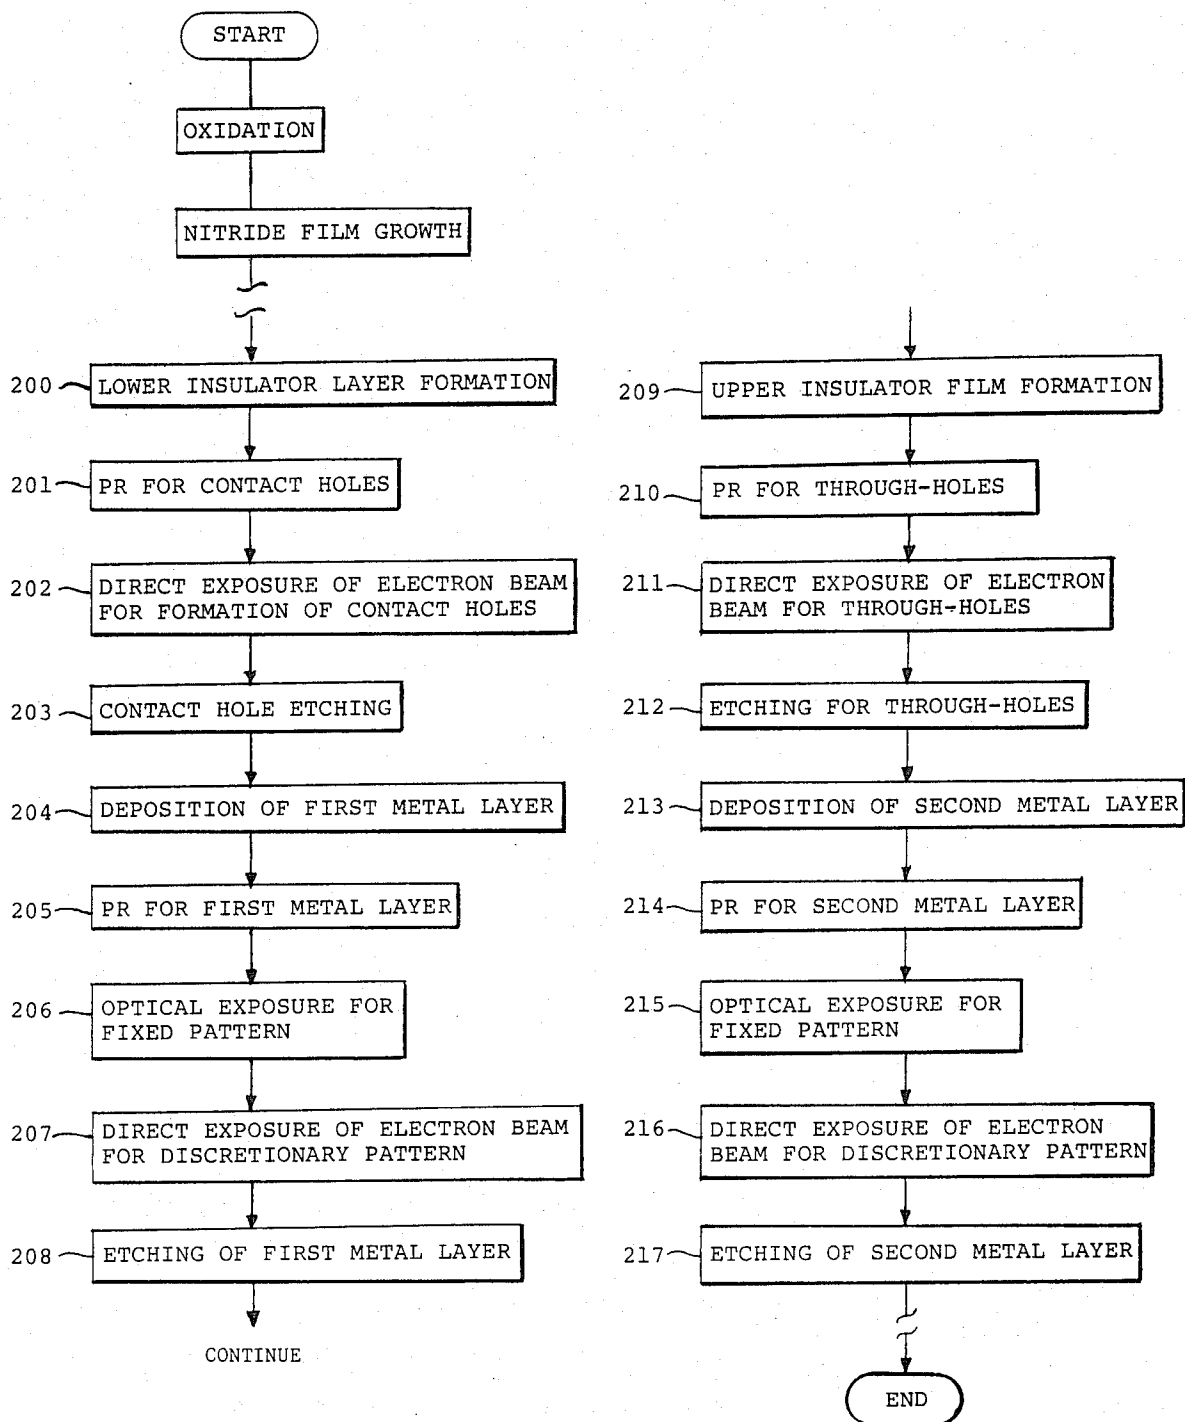 START
OXIDATION
NITRIDE FILM GROWTH
200
LOWER INSULATOR LAYER FORMATION
201
PR FOR CONTACT HOLES
202
DIRECT EXPOSURE OF ELECTRON BEAM
FOR FORMATION OF CONTACT HOLES
203
CONTACT HOLE ETCHING
204
DEPOSITION OF FIRST METAL LAYER
205
PR FOR FIRST METAL LAYER
206
OPTICAL EXPOSURE FOR
FIXED PATTERN
207
DIRECT EXPOSURE OF ELECTRON BEAM
FOR DISCRETIONARY PATTERN
208
ETCHING OF FIRST METAL LAYER
CONTINUE
209
UPPER INSULATOR FILM FORMATION
210
PR FOR THROUGH-HOLES
211
DIRECT EXPOSURE OF ELECTRON
BEAM FOR THROUGH-HOLES
212
ETCHING FOR THROUGH-HOLES
213
DEPOSITION OF SECOND METAL LAYER
214
PR FOR SECOND METAL LAYER
215
OPTICAL EXPOSURE FOR
FIXED PATTERN
216
DIRECT EXPOSURE OF ELECTRON
BEAM FOR DISCRETIONARY PATTERN
217
ETCHING OF SECOND METAL LAYER
END